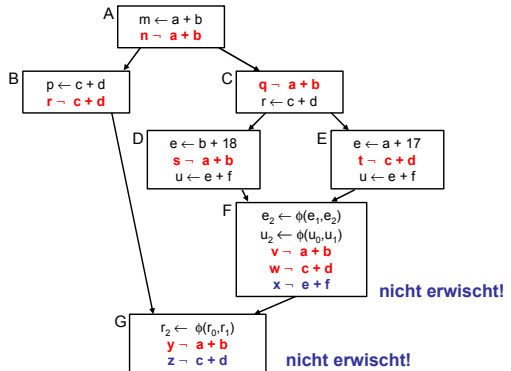 A
m ← a + b
n ¬ a + b
B
p ← c + d
r ¬ c + d
C
q ¬ a + b
r ← c + d
D
e ← b + 18
s ¬ a + b
u ← e + f
E
e ← a + 17
t ¬ c + d
u ← e + f
F
e₂ ← ϕ(e₁,e₂)
u₂ ← ϕ(u₀,u₁)
v ¬ a + b
w ¬ c + d
x ¬ e + f
nicht erwischt!
G
r₂ ← ϕ(r₀,r₁)
y ¬ a + b
z ¬ c + d
nicht erwischt!